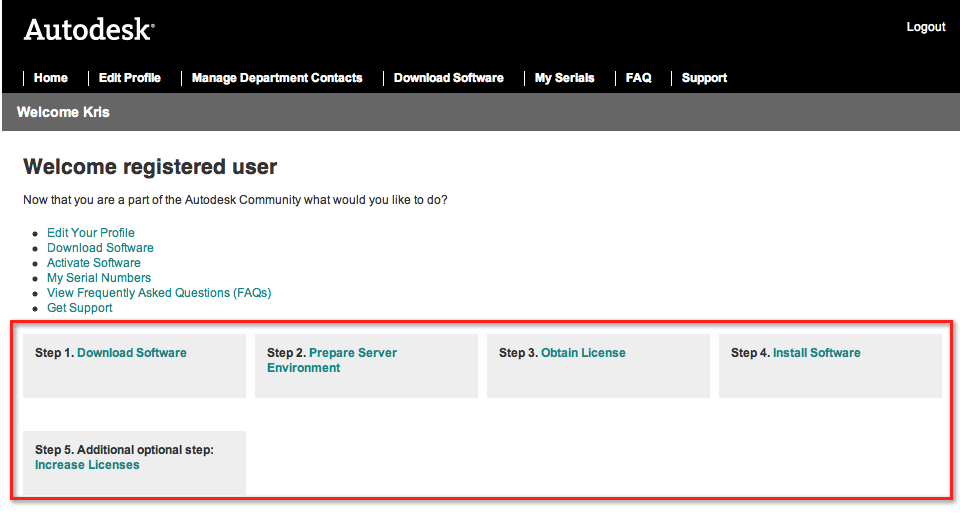 Autodesk®
Logout
Home
Edit Profile
Manage Department Contacts
Download Software
My Serials
FAQ
Support
Welcome Kris
Welcome registered user
Now that you are a part of the Autodesk Community what would you like to do?
Edit Your Profile
Download Software
Activate Software
My Serial Numbers
View Frequently Asked Questions (FAQs)
Get Support
Step 1. Download Software
Step 2. Prepare Server
Environment
Step 3. Obtain License
Step 4. Install Software
Step 5. Additional optional step:
Increase Licenses